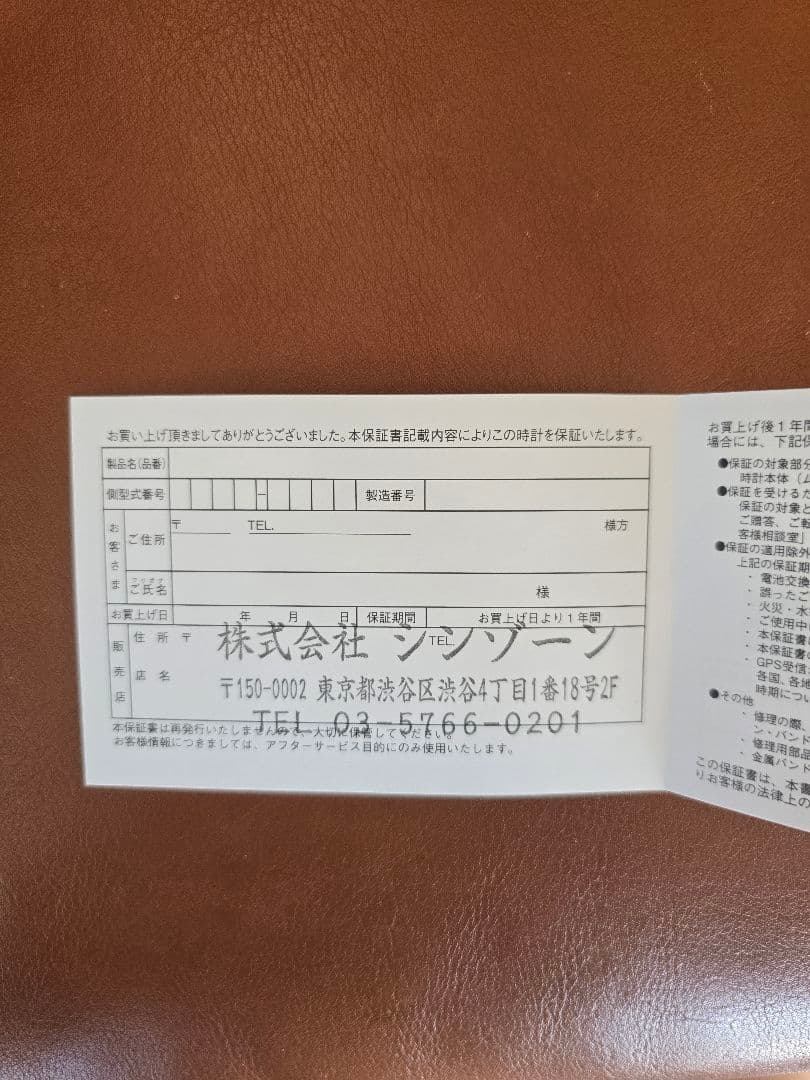 お買い上げ頂きましてありがとうございました。本保証書記載内容によりこの時計を保証いたします。
製品名(品番)
側型式番号 – 製造番号
お客さま
ご住所 〒 TEL. 様方
フリガナ
ご氏名 様
お買上げ日 年 月 日 保証期間 お買上げ日より1年間
販売店
住所 〒 TEL
店名
株式会社 シンゾーン
〒150-0002 東京都渋谷区渋谷4丁目1番18号2F
TEL 03-5766-0201
本保証書は再発行いたしませんので、大切に保管してください。
お客様情報につきましては、アフターサービス目的にのみ使用いたします。
お買上げ後1年間
場合には、下記保
●保証の対象部分
時計本体（ム
●保証を受けるた
保証の対象と
ご贈答、ご転
客様相談室」
●保証の適用除外
上記の保証期
・電池交換
・誤ったご
・火災・水
・ご使用中
・本保証書
・本保証書
・GPS受信
各国、各地
時期につい
●その他
・修理の際、
ン・バンド
・修理用部品
・金属バンド
この保証書は、本書
りお客様の法律上の